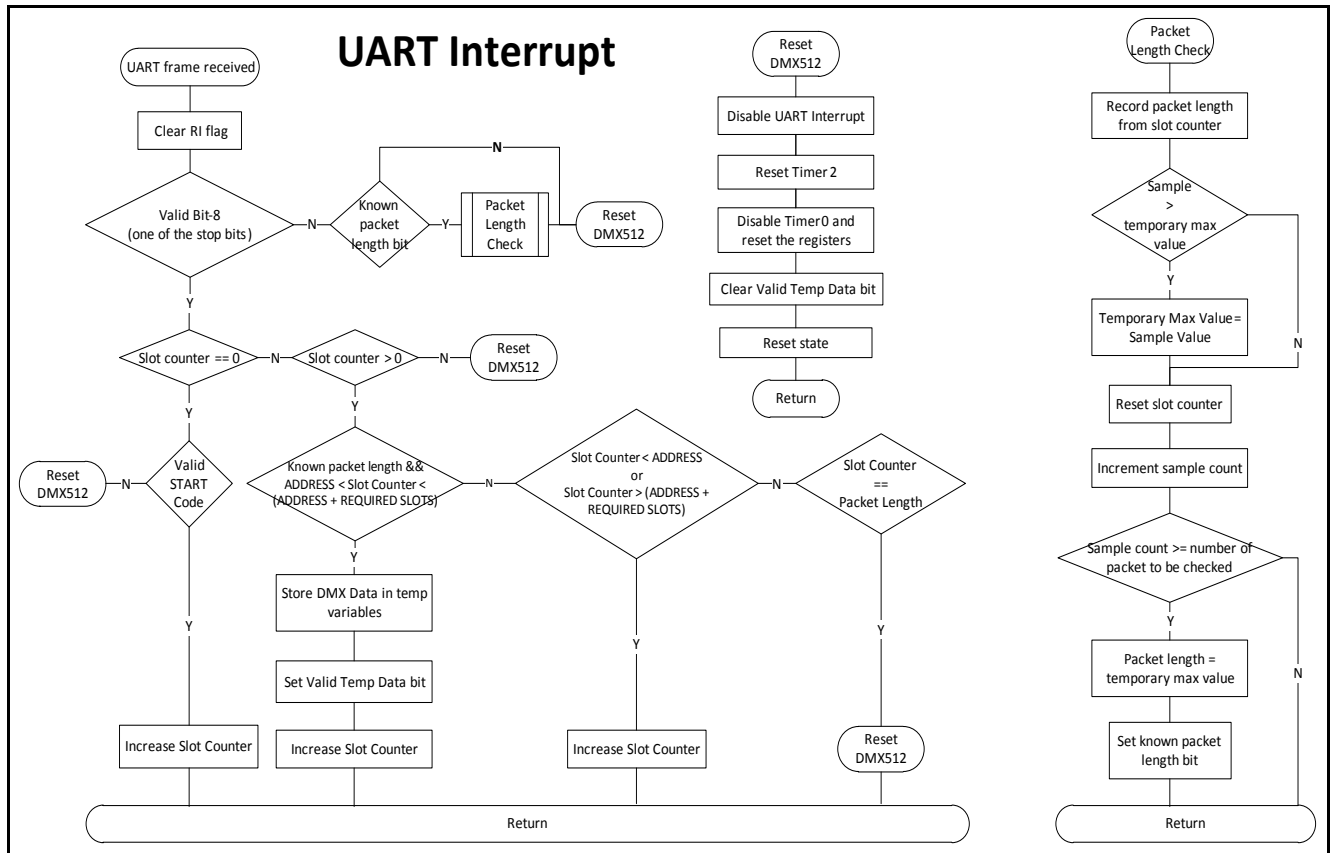 UART Interrupt
UART frame received
Clear RI flag
Valid Bit-8
(one of the stop bits)
N
Known
packet
length bit
N
Y
Packet
Length
Check
Reset
DMX512
Y
Slot counter == 0
N
Slot counter > 0
N
Reset
DMX512
Y
Y
Reset
DMX512
N
Valid
START
Code
Known packet length &&
ADDRESS < Slot Counter <
(ADDRESS + REQUIRED SLOTS)
N
Slot Counter < ADDRESS
or
Slot Counter > (ADDRESS +
REQUIRED SLOTS)
N
Slot Counter
==
Packet Length
Y
Store DMX Data in temp
variables
Set Valid Temp Data bit
Y
Y
Y
Increase Slot Counter
Increase Slot Counter
Increase Slot Counter
Reset
DMX512
Return
Reset
DMX512
Disable UART Interrupt
Reset Timer 2
Disable Timer0 and
reset the registers
Clear Valid Temp Data bit
Reset state
Return
Packet
Length Check
Record packet length
from slot counter
Sample
>
temporary max
value
Y
Temporary Max Value=
Sample Value
N
Reset slot counter
Increment sample count
Sample count >= number of
packet to be checked
Y
Packet length =
temporary max value
N
Set known packet
length bit
Return